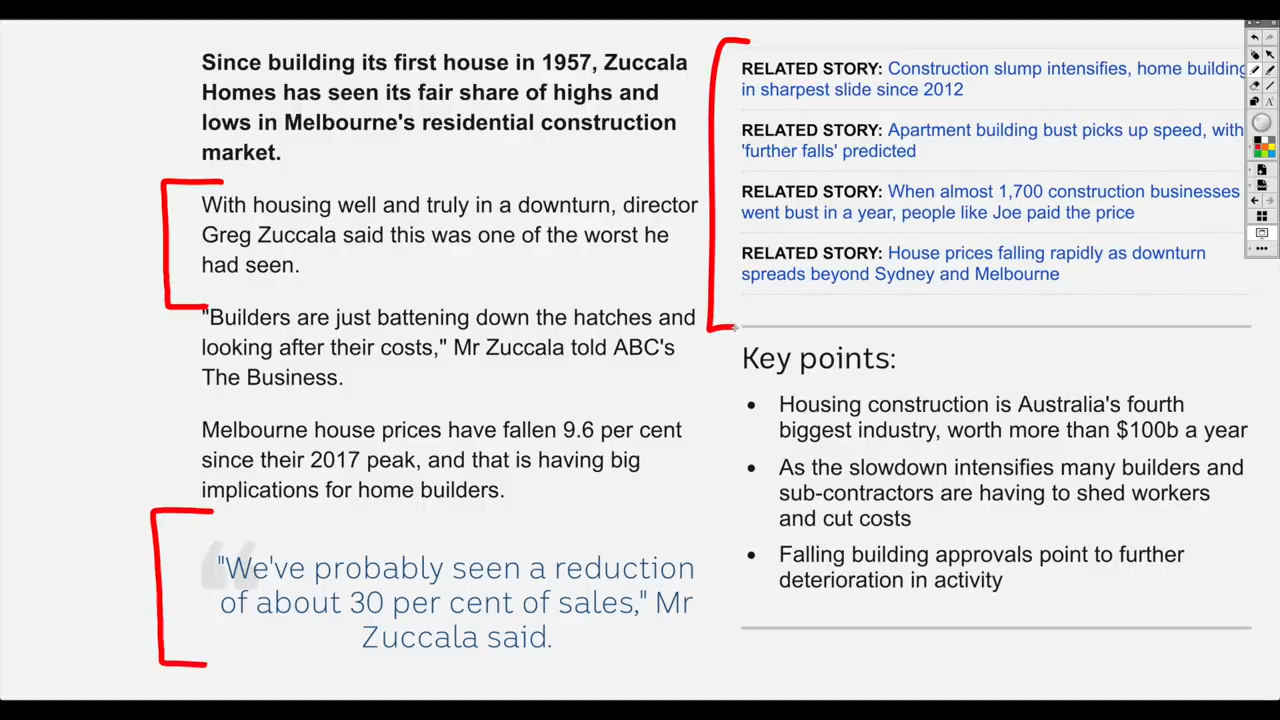 Since building its first house in 1957, Zuccala
Homes has seen its fair share of highs and
lows in Melbourne's residential construction
market.
With housing well and truly in a downturn, director
Greg Zuccala said this was one of the worst he
had seen.
"Builders are just battening down the hatches and
looking after their costs," Mr Zuccala told ABC's
The Business.
Melbourne house prices have fallen 9.6 per cent
since their 2017 peak, and that is having big
implications for home builders.
"We've probably seen a reduction
of about 30 per cent of sales," Mr
Zuccala said.
RELATED STORY: Construction slump intensifies, home building
in sharpest slide since 2012
RELATED STORY: Apartment building bust picks up speed, with
'further falls' predicted
RELATED STORY: When almost 1,700 construction businesses
went bust in a year, people like Joe paid the price
RELATED STORY: House prices falling rapidly as downturn
spreads beyond Sydney and Melbourne
Key points:
• Housing construction is Australia's fourth
biggest industry, worth more than $100b a year
• As the slowdown intensifies many builders and
sub-contractors are having to shed workers
and cut costs
• Falling building approvals point to further
deterioration in activity